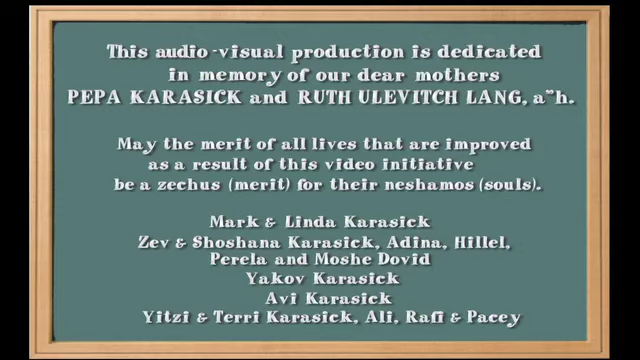 This audio-visual production is dedicated
in memory of our dear mothers
PEPA KARASICK and RUTH ULEVITCH LANG, a"h.
May the merit of all lives that are improved
as a result of this video initiative
be a zechus (merit) for their neshamos (souls).
Mark & Linda Karasick
Zev & Shoshana Karasick, Adina, Hillel,
Perela and Moshe Dovid
Yakov Karasick
Avi Karasick
Yitzi & Terri Karasick, Ali, Rafi & Pacey